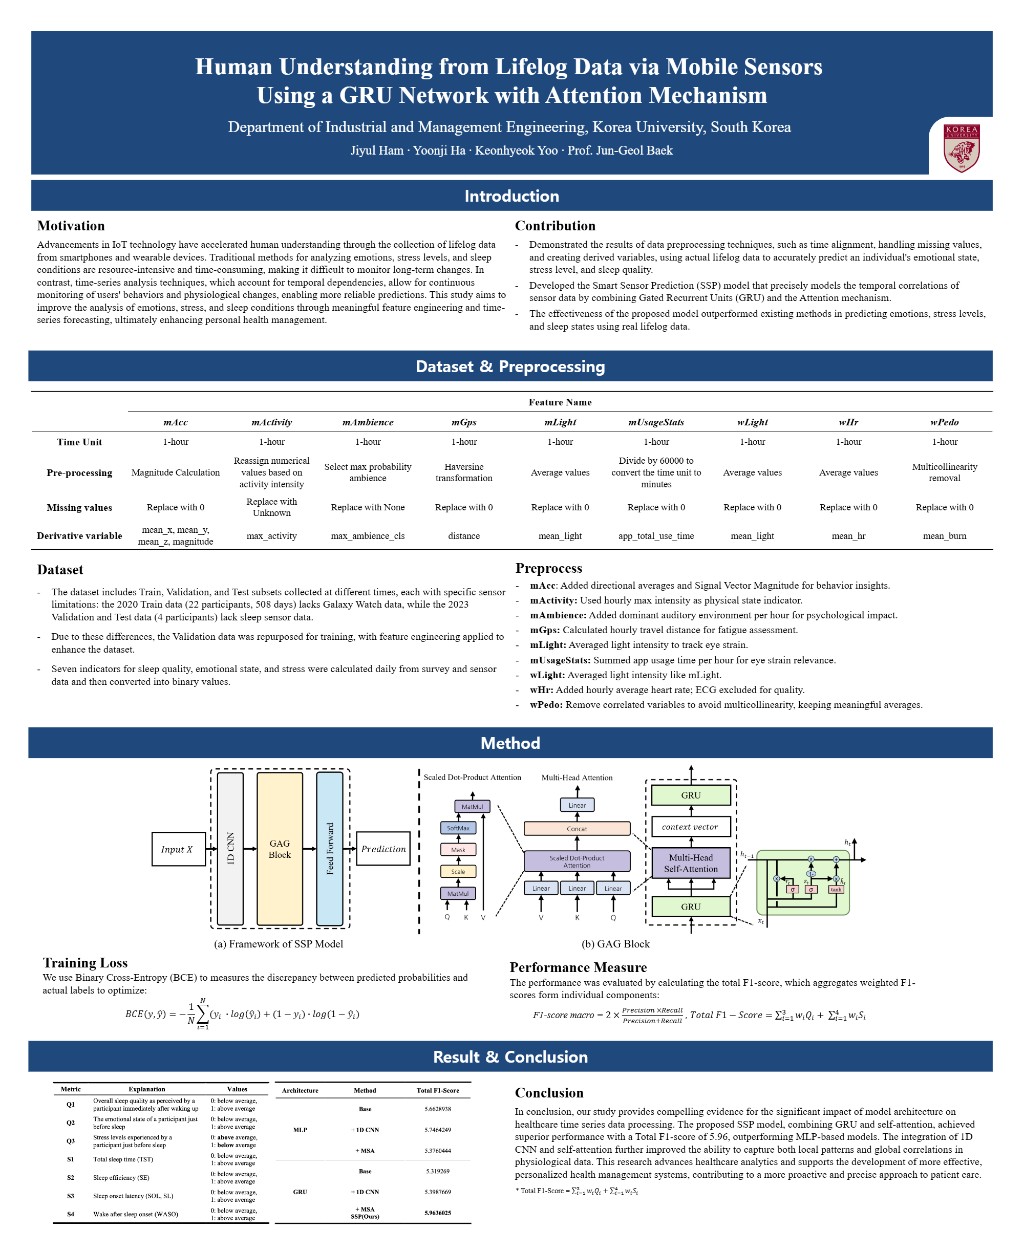 Human Understanding from Lifelog Data via Mobile Sensors
Using a GRU Network with Attention Mechanism
Department of Industrial and Management Engineering, Korea University, South Korea
Jiyul Ham · Yoonji Ha · Keonhyeok Yoo · Prof. Jun-Geol Baek
KOREA
Introduction
Motivation
Advancements in IoT technology have accelerated human understanding through the collection of lifelog data
from smartphones and wearable devices. Traditional methods for analyzing emotions, stress levels, and sleep
conditions are resource-intensive and time-consuming, making it difficult to monitor long-term changes. In
contrast, time-series analysis techniques, which account for temporal dependencies, allow for continuous
monitoring of users' behaviors and physiological changes, enabling more reliable predictions. This study aims to
improve the analysis of emotions, stress, and sleep conditions through meaningful feature engineering and time-
series forecasting, ultimately enhancing personal health management.
Contribution
- Demonstrated the results of data preprocessing techniques, such as time alignment, handling missing values,
and creating derived variables, using actual lifelog data to accurately predict an individual's emotional state,
stress level, and sleep quality.
- Developed the Smart Sensor Prediction (SSP) model that precisely models the temporal correlations of
sensor data by combining Gated Recurrent Units (GRU) and the Attention mechanism.
- The effectiveness of the proposed model outperformed existing methods in predicting emotions, stress levels,
and sleep states using real lifelog data.
Dataset & Preprocessing
Feature Name
mAcc mActivity mAmbience mGps mLight mUsageStats wLight wHr wPedo
Time Unit 1-hour 1-hour 1-hour 1-hour 1-hour 1-hour 1-hour 1-hour 1-hour
Pre-processing Magnitude Calculation Reassign numerical values based on activity intensity Select max probability ambience Haversine transformation Average values Divide by 60000 to convert the time unit to minutes Average values Average values Multicollinearity removal
Missing values Replace with 0 Replace with Unknown Replace with None Replace with 0 Replace with 0 Replace with 0 Replace with 0 Replace with 0 Replace with 0
Derivative variable mean_x, mean_y, mean_z, magnitude max_activity max_ambience_cls distance mean_light app_total_use_time mean_light mean_hr mean_burn
Dataset
- The dataset includes Train, Validation, and Test subsets collected at different times, each with specific sensor
limitations: the 2020 Train data (22 participants, 508 days) lacks Galaxy Watch data, while the 2023
Validation and Test data (4 participants) lack sleep sensor data.
- Due to these differences, the Validation data was repurposed for training, with feature engineering applied to
enhance the dataset.
- Seven indicators for sleep quality, emotional state, and stress were calculated daily from survey and sensor
data and then converted into binary values.
Preprocess
- mAcc: Added directional averages and Signal Vector Magnitude for behavior insights.
- mActivity: Used hourly max intensity as physical state indicator.
- mAmbience: Added dominant auditory environment per hour for psychological impact.
- mGps: Calculated hourly travel distance for fatigue assessment.
- mLight: Averaged light intensity to track eye strain.
- mUsageStats: Summed app usage time per hour for eye strain relevance.
- wLight: Averaged light intensity like mLight.
- wHr: Added hourly average heart rate; ECG excluded for quality.
- wPedo: Remove correlated variables to avoid multicollinearity, keeping meaningful averages.
Method
Input X
1D CNN
GAG
Block
Feed Forward
Prediction
(a) Framework of SSP Model
Scaled Dot-Product Attention
MatMul
SoftMax
Mask
Scale
MatMul
Q K V
Multi-Head Attention
Linear
Concat
Scaled Dot-Product
Attention
Linear Linear Linear
V K Q
GRU
context vector
Multi-Head
Self-Attention
GRU
(b) GAG Block
Training Loss
We use Binary Cross-Entropy (BCE) to measures the discrepancy between predicted probabilities and
actual labels to optimize:
BCE(y, ŷ) = −1/N ∑_{i=1}^{N} (y_i · log(ŷ_i) + (1 − y_i) · log(1 − ŷ_i)
Performance Measure
The performance was evaluated by calculating the total F1-score, which aggregates weighted F1-
scores form individual components:
F1-score macro = 2 × Precision ×Recall / Precision+Recall , Total F1 − Score = ∑_{i=1}^{3} w_iQ_i + ∑_{i=1}^{4} w_iS_i
Result & Conclusion
Metric Explanation Values
Q1 Overall sleep quality as perceived by a participant immediately after waking up 0: below average, 1: above average
Q2 The emotional state of a participant just before sleep 0: below average, 1: above average
Q3 Stress levels experienced by a participant just before sleep 0: above average, 1: below average
S1 Total sleep time (TST) 0: below average, 1: above average
S2 Sleep efficiency (SE) 0: below average, 1: above average
S3 Sleep onset latency (SOL, SL) 0: below average, 1: above average
S4 Wake after sleep onset (WASO) 0: below average, 1: above average
Architecture Method Total F1-Score
MLP
Base 5.6628938
+ 1D CNN 5.7464249
+ MSA 5.3760444
GRU
Base 5.319269
+ 1D CNN 5.3987669
+ MSA SSP(Ours) 5.9636025
Conclusion
In conclusion, our study provides compelling evidence for the significant impact of model architecture on
healthcare time series data processing. The proposed SSP model, combining GRU and self-attention, achieved
superior performance with a Total F1-score of 5.96, outperforming MLP-based models. The integration of 1D
CNN and self-attention further improved the ability to capture both local patterns and global correlations in
physiological data. This research advances healthcare analytics and supports the development of more effective,
personalized health management systems, contributing to a more proactive and precise approach to patient care.
* Total F1-Score = ∑_{i=1}^{3} w_iQ_i + ∑_{i=1}^{4} w_iS_i